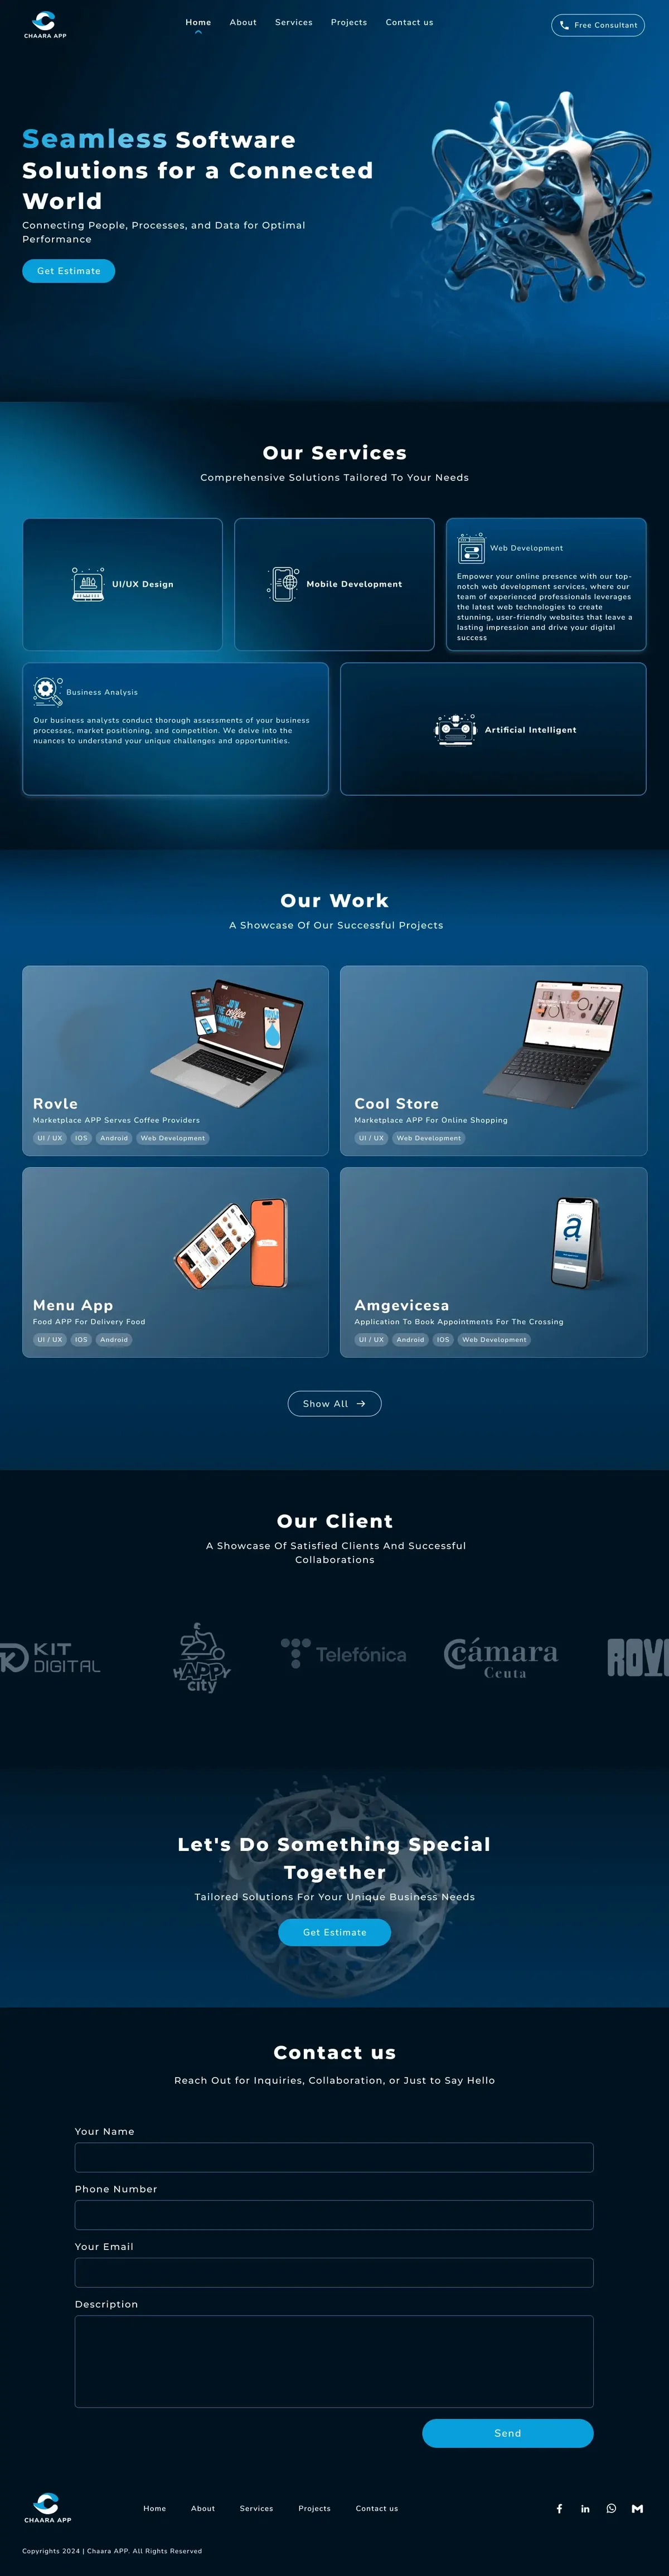 CHAARA APP
Home
About
Services
Projects
Contact us
Free Consultant
Seamless Software
Solutions for a Connected
World
Connecting People, Processes, and Data for Optimal
Performance
Get Estimate
Our Services
Comprehensive Solutions Tailored To Your Needs
UI/UX Design
Mobile Development
Web Development
Empower your online presence with our top-
notch web development services, where our
team of experienced professionals leverages
the latest web technologies to create
stunning, user-friendly websites that leave a
lasting impression and drive your digital
success
Business Analysis
Our business analysts conduct thorough assessments of your business
processes, market positioning, and competition. We delve into the
nuances to understand your unique challenges and opportunities.
Artificial Intelligent
Our Work
A Showcase Of Our Successful Projects
JOIN
THE coffee
Rovle
Marketplace APP Serves Coffee Providers
UI / UX
IOS
Android
Web Development
Cool Store
Marketplace APP For Online Shopping
UI / UX
Web Development
Menu App
Food APP For Delivery Food
UI / UX
IOS
Android
a
Amgevicesa
Application To Book Appointments For The Crossing
UI / UX
Android
IOS
Web Development
Show All
Our Client
A Showcase Of Satisfied Clients And Successful
Collaborations
KIT
DIGITAL
HAPPY
city
Telefónica
Cámara
Ceuta
Let's Do Something Special
Together
Tailored Solutions For Your Unique Business Needs
Get Estimate
Contact us
Reach Out for Inquiries, Collaboration, or Just to Say Hello
Your Name
Phone Number
Your Email
Description
Send
CHAARA APP
Home
About
Services
Projects
Contact us
Copyrights 2024 | Chaara APP. All Rights Reserved